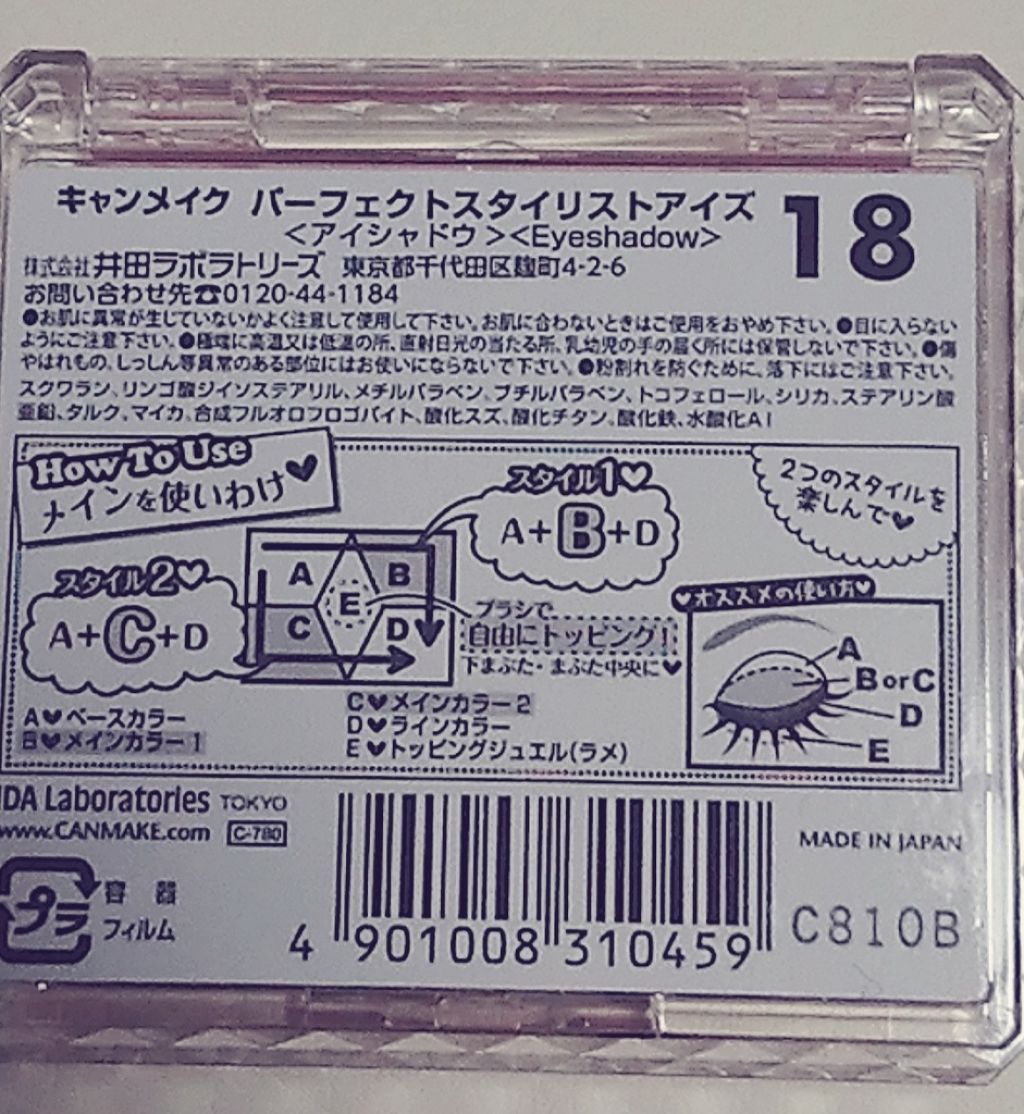 キャンメイク パーフェクトスタイリストアイズ
<アイシャドウ><Eyeshadow>
18
株式会社 井田ラボラトリーズ 東京都千代田区麹町4-2-6
お問い合わせ先☎0120-44-1184
●お肌に異常が生じていないかよく注意して使用して下さい。お肌に合わないときはご使用をおやめ下さい。●目に入らない
ようにご注意下さい。●極端に高温又は低温の所、直射日光の当たる所、乳幼児の手の届く所には保管しないで下さい。●傷
やはれもの、しっしん等異常のある部位にはお使いにならないで下さい。●粉割れを防ぐために、落下にはご注意下さい。
スクワラン、リンゴ酸ジイソステアリル、メチルパラベン、ブチルパラベン、トコフェロール、シリカ、ステアリン酸
亜鉛、タルク、マイカ、合成フルオロフロゴパイト、酸化スズ、酸化チタン、酸化鉄、水酸化Al
How To Use
メインを使いわけ♥
スタイル1♥
A+B+D
2つのスタイルを
楽しんで♥
スタイル2♥
A+C+D
A
B
C
D
E
ブラシで
自由にトッピング!
下まぶた・まぶた中央に♥
♥オススメの使い方♥
A
B or C
D
E
A♥ベースカラー
B♥メインカラー1
C♥メインカラー2
D♥ラインカラー
E♥トッピングジュエル(ラメ)
IDA Laboratories TOKYO
www.CANMAKE.com C-780
プラ
容器
フィルム
4 901008 310459
MADE IN JAPAN
C810B